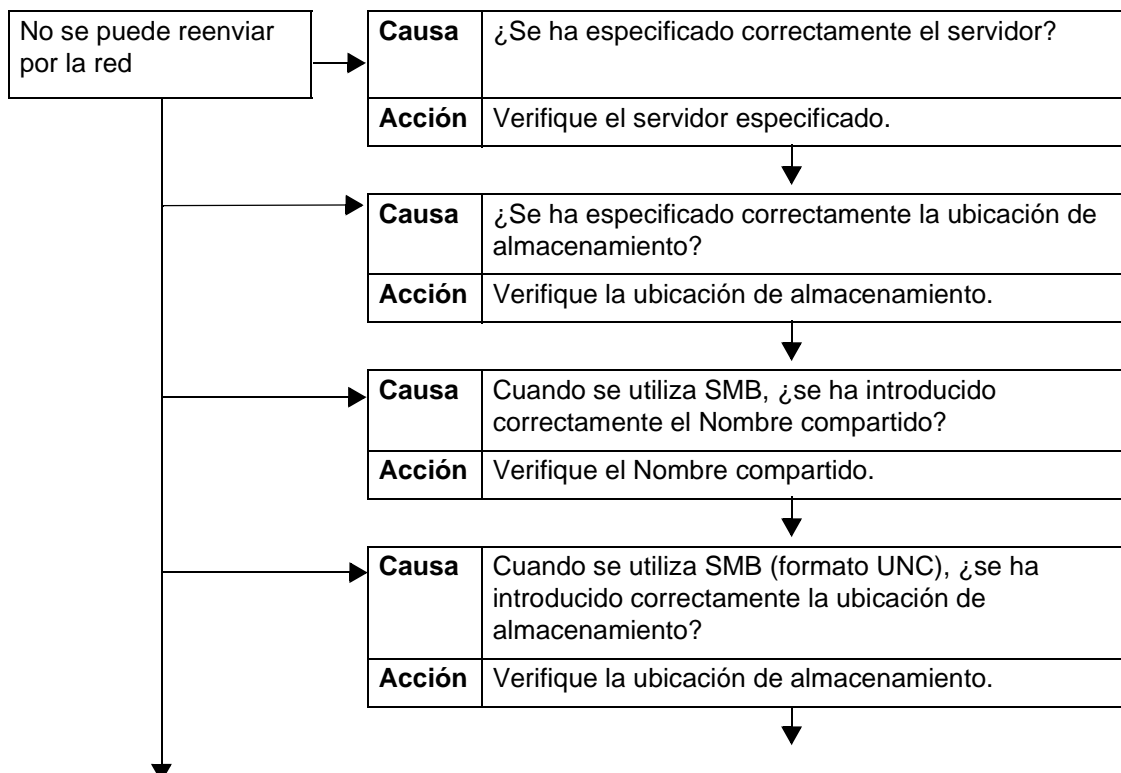 No se puede reenviar
por la red
Causa ¿Se ha especificado correctamente el servidor?
Acción Verifique el servidor especificado.
Causa ¿Se ha especificado correctamente la ubicación de
almacenamiento?
Acción Verifique la ubicación de almacenamiento.
Causa Cuando se utiliza SMB, ¿se ha introducido
correctamente el Nombre compartido?
Acción Verifique el Nombre compartido.
Causa Cuando se utiliza SMB (formato UNC), ¿se ha
introducido correctamente la ubicación de
almacenamiento?
Acción Verifique la ubicación de almacenamiento.